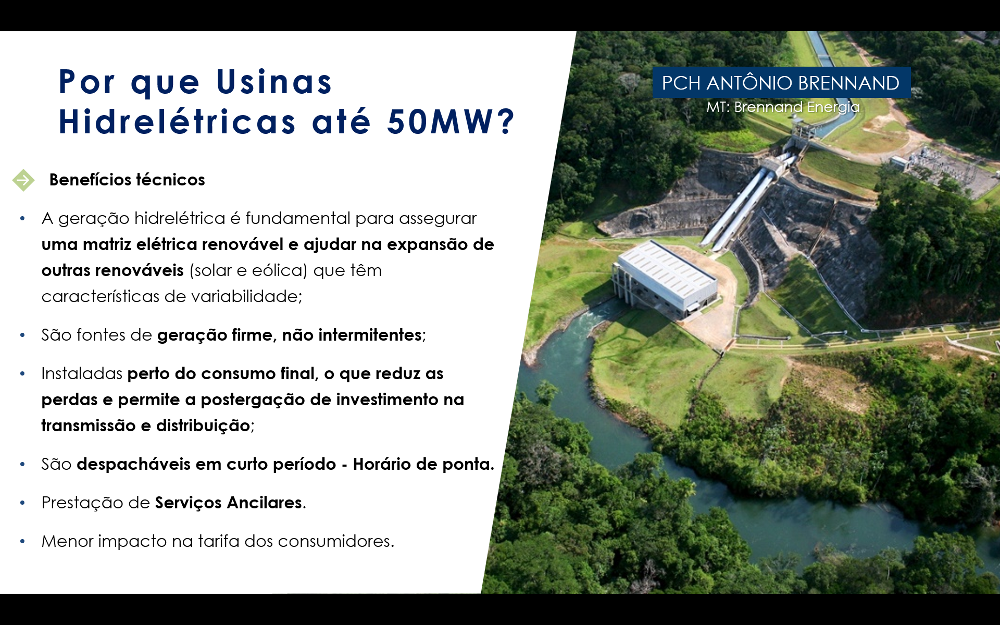 Por que Usinas
Hidrelétricas até 50MW?
Benefícios técnicos
• A geração hidrelétrica é fundamental para assegurar
uma matriz elétrica renovável e ajudar na expansão de
outras renováveis (solar e eólica) que têm
características de variabilidade;
• São fontes de geração firme, não intermitentes;
• Instaladas perto do consumo final, o que reduz as
perdas e permite a postergação de investimento na
transmissão e distribuição;
• São despacháveis em curto período - Horário de ponta.
• Prestação de Serviços Ancilares.
• Menor impacto na tarifa dos consumidores.
PCH ANTÔNIO BRENNAND
MT: Brennand Energia